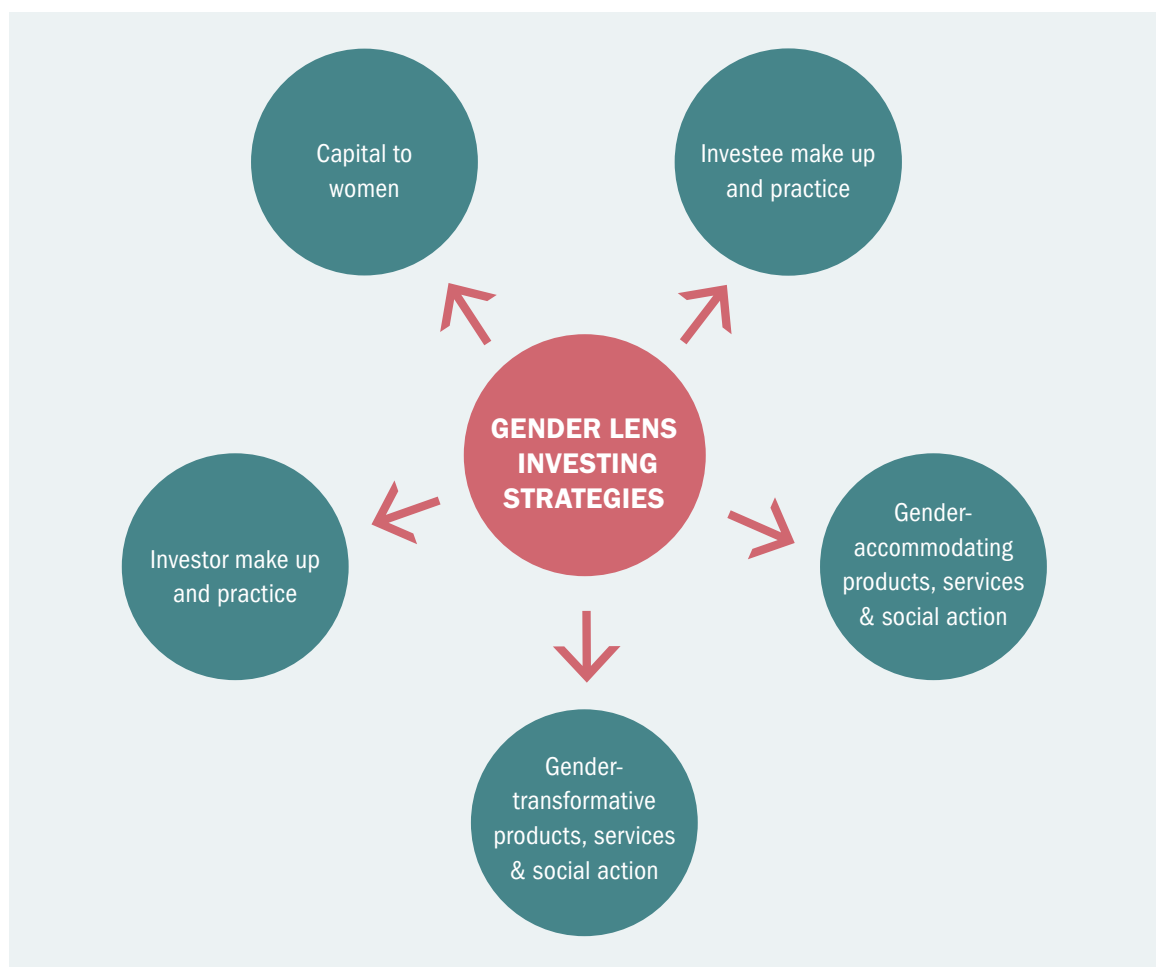 Capital to
women
Investee make up
and practice
GENDER LENS
INVESTING
STRATEGIES
Investor make up
and practice
Gender-
accommodating
products, services
& social action
Gender-
transformative
products, services
& social action